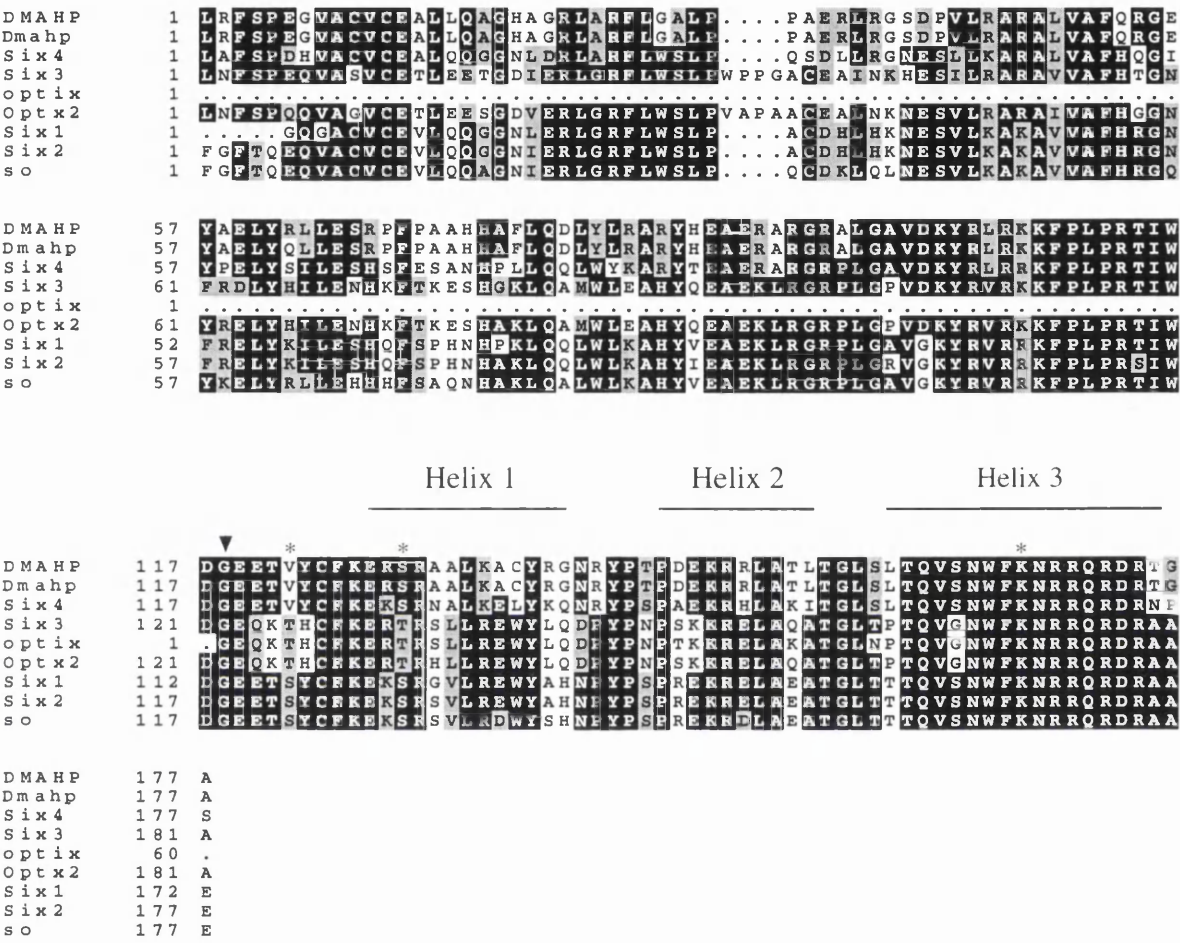 DMAHP 1 LRFSPEGVACVCEALLQAGHAGRLARFLGALP....PAERLRGSDPVLRARALVAFQRGE
Dmahp 1 LRFSPEGVACVCEALLQAGHAGRLARFLGALP....PAERLRGSDPVLRARALVAFQRGE
Six4 1 LAFSPDHVACVCEALQQGGNLDRLARFLWSLP....QSDLLRGNESLLKARALVAFHQGI
Six3 1 LNFSPEQVASVCETLEETGDIERLGRFLWSLPWPPGACEAINKHESILRARAVVAFHTGN
optix 1 ............................................................
Optx2 1 LNFSPQQVAGVCETLEESGDVERLGRFLWSLPVAPAACEALNKNESVLRARAIVAFHGGN
Six1 1 .....GQGACVCEVLQQGGNLERLGRFLWSLP....ACDHLHKNESVLKAKAVVAFHRGN
Six2 1 FGFTQEQVACVCEVLQQGGNIERLGRFLWSLP....ACDHLHKNESVLKAKAVVAFHRGN
so 1 FGFTQEQVACVCEVLQQAGNIERLGRFLWSLP....QCDKLQLNESVLKAKAVVAFHRGQ
DMAHP 57 YAELYRLLESRPFPAAHHAFLQDLYLRARYHEAERARGRALGAVDKYRLRKKFPLPRTIW
Dmahp 57 YAELYQLLESRPFPAAHHAFLQDLYLRARYHEAERARGRALGAVDKYRLRKKFPLPRTIW
Six4 57 YPELYSILESHSFESANHPLLQQLWYKARYTEAERARGRPLGAVDKYRLRRKFPLPRTIW
Six3 61 FRDLYHILENHKFTKESHGKLQAMWLEAHYQEAEKLRGRPLGPVDKYRVRKKFPLPRTIW
optix 1 ............................................................
Optx2 61 YRELYHILENHKFTKESHAKLQAMWLEAHYQEAEKLRGRPLGPVDKYRVRKKFPLPRTIW
Six1 52 FRELYKILESHQFSPHNHPKLQQLWLKAHYVEAEKLRGRPLGAVGKYRVRRKFPLPRTIW
Six2 57 FRELYKILESHQFSPHNHAKLQQLWLKAHYIEAEKLRGRPLGRVGKYRVRRKFPLPRSIW
so 57 YKELYRLLEHHHFSAQNHAKLQALWLKAHYVEAEKLRGRPLGAVGKYRVRRKFPLPRTIW
Helix 1 Helix 2 Helix 3
* * *
DMAHP 117 DGEETVYCFKERSRAALKACYRGNRYPTPDEKRRLATLTGLSLTQVSNWFKNRRQRDRTG
Dmahp 117 DGEETVYCFKERSRAALKACYRGNRYPTPDEKRRLATLTGLSLTQVSNWFKNRRQRDRTG
Six4 117 DGEETVYCFKEKSRNALKELYKQNRYPSPAEKRHLAKITGLSLTQVSNWFKNRRQRDRNP
Six3 121 DGEQKTHCFKERTRSLLREWYLQDPYPNPSKKRELAQATGLTPTQVGNWFKNRRQRDRAA
optix 1 .GEQKTHCFKERTRSLLREWYLQDPYPNPTKKRELAKATGLNPTQVGNWFKNRRQRDRAA
Optx2 121 DGEQKTHCFKERTRHLLREWYLQDPYPNPSKKRELAQATGLTPTQVGNWFKNRRQRDRAA
Six1 112 DGEETSYCFKEKSRGVLREWYAHNPYPSPREKRELAEATGLTTTQVSNWFKNRRQRDRAA
Six2 117 DGEETSYCFKEKSRSVLREWYAHNPYPSPREKRELAEATGLTTTQVSNWFKNRRQRDRAA
so 117 DGEETSYCFKEKSRSVLRDWYSHNPYPSPREKRDLAEATGLTTTQVSNWFKNRRQRDRAA
DMAHP 177 A
Dmahp 177 A
Six4 177 S
Six3 181 A
optix 60 .
Optx2 181 A
Six1 172 E
Six2 177 E
so 177 E